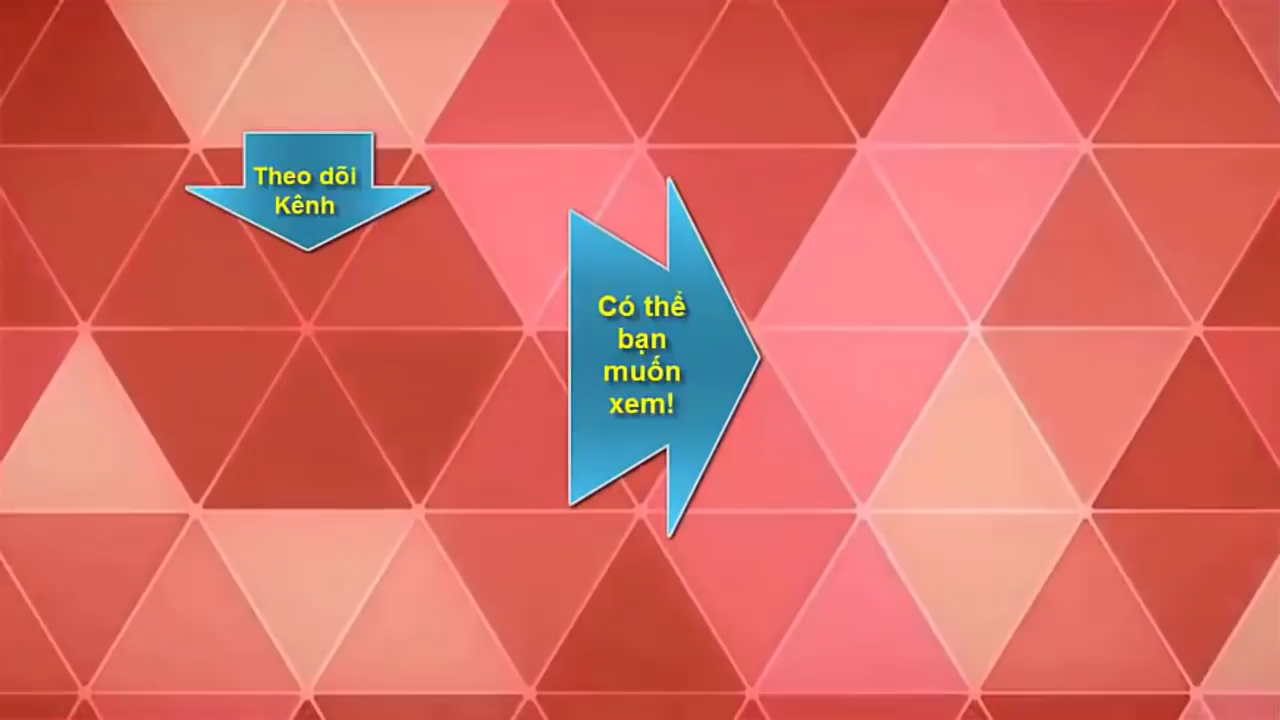 Theo dõi
Kênh
Có thể
bạn
muốn
xem!